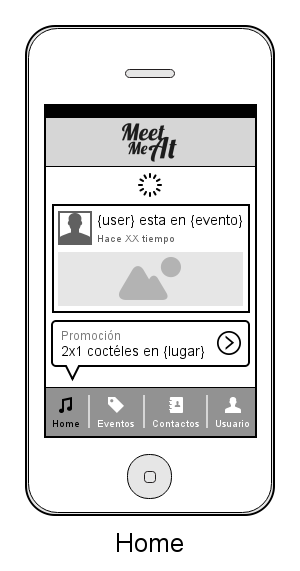 Meet
Me At
{user} esta en {evento}
Hace XX tiempo
Promoción
2x1 coctéles en {lugar}
Home Eventos Contactos Usuario
Home